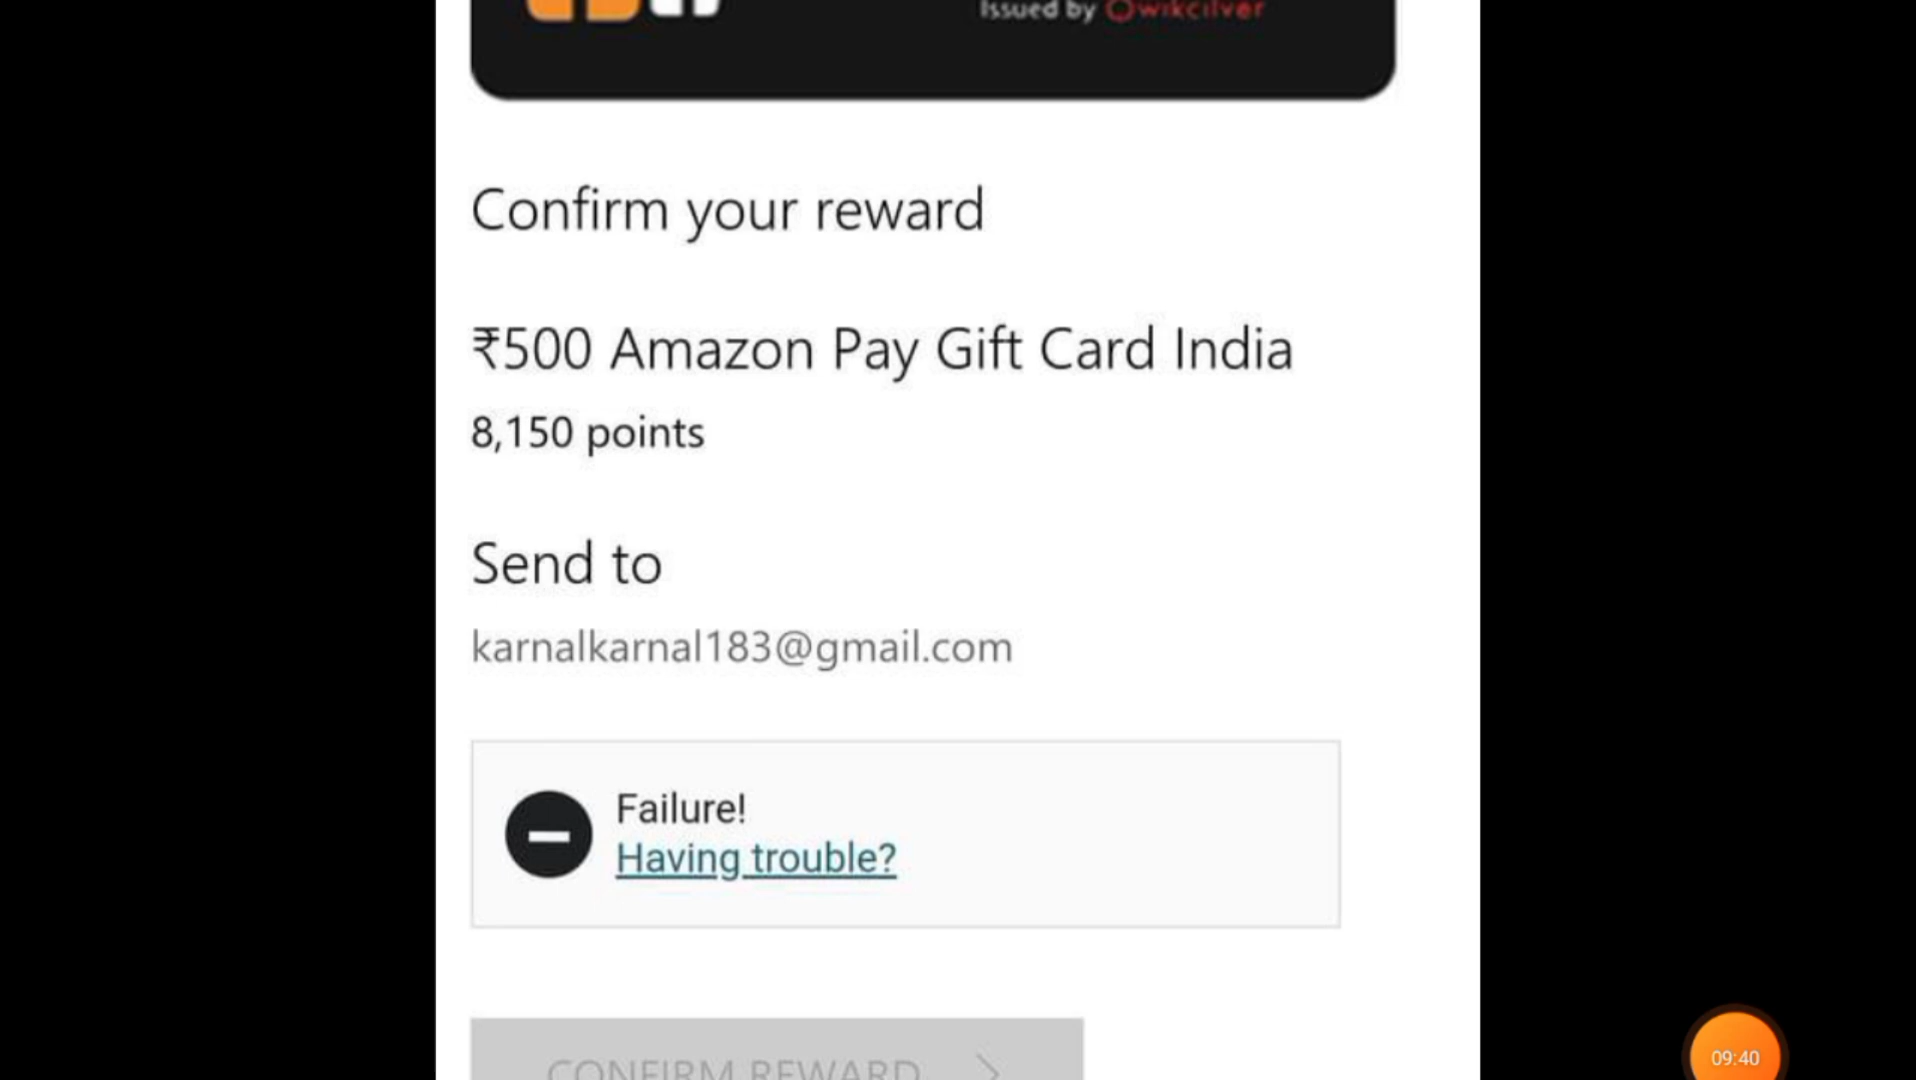 Issued by Qwikcilver
Confirm your reward
₹500 Amazon Pay Gift Card India
8,150 points
Send to
karnalkarnal183@gmail.com
Failure!
Having trouble?
CONFIRM REWARD
09:40